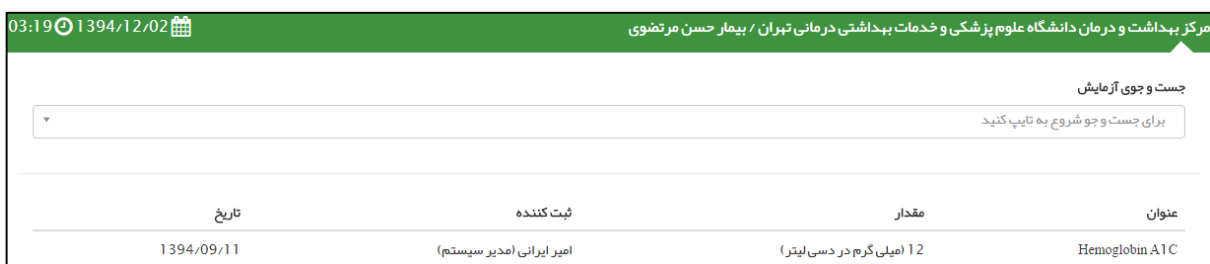 مرکز بهداشت و درمان دانشگاه علوم پزشکی و خدمات بهداشتی درمانی تهران / بیمار حسن مرتضوی 1394/12/02 03:19
جست و جوی آزمایش
برای جست و جو شروع به تایپ کنید
عنوان مقدار ثبت کننده تاریخ
Hemoglobin A1C 12 (میلی گرم در دسی لیتر) امیر ایرانی (مدیر سیستم) 1394/09/11